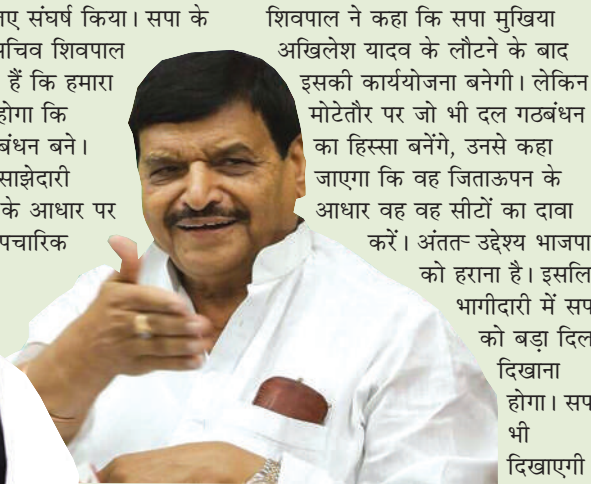 नए संघर्ष किया। सपा के
सचिव शिवपाल
हैं कि हमारा
होगा कि
बंधन बने।
साझेदारी
के आधार पर
पचारिक
शिवपाल ने कहा कि सपा मुखिया
अखिलेश यादव के लौटने के बाद
इसकी कार्ययोजना बनेगी। लेकिन
मोटेतौर पर जो भी दल गठबंधन
का हिस्सा बनेंगे, उनसे कहा
जाएगा कि वह जिताऊपन के
आधार वह वह सीटों का दावा
करें। अंतत- उद्देश्य भाजपा
को हराना है। इसलि
भागीदारी में सप
को बड़ा दिल
दिखाना
होगा। सप
भी
दिखाएगी